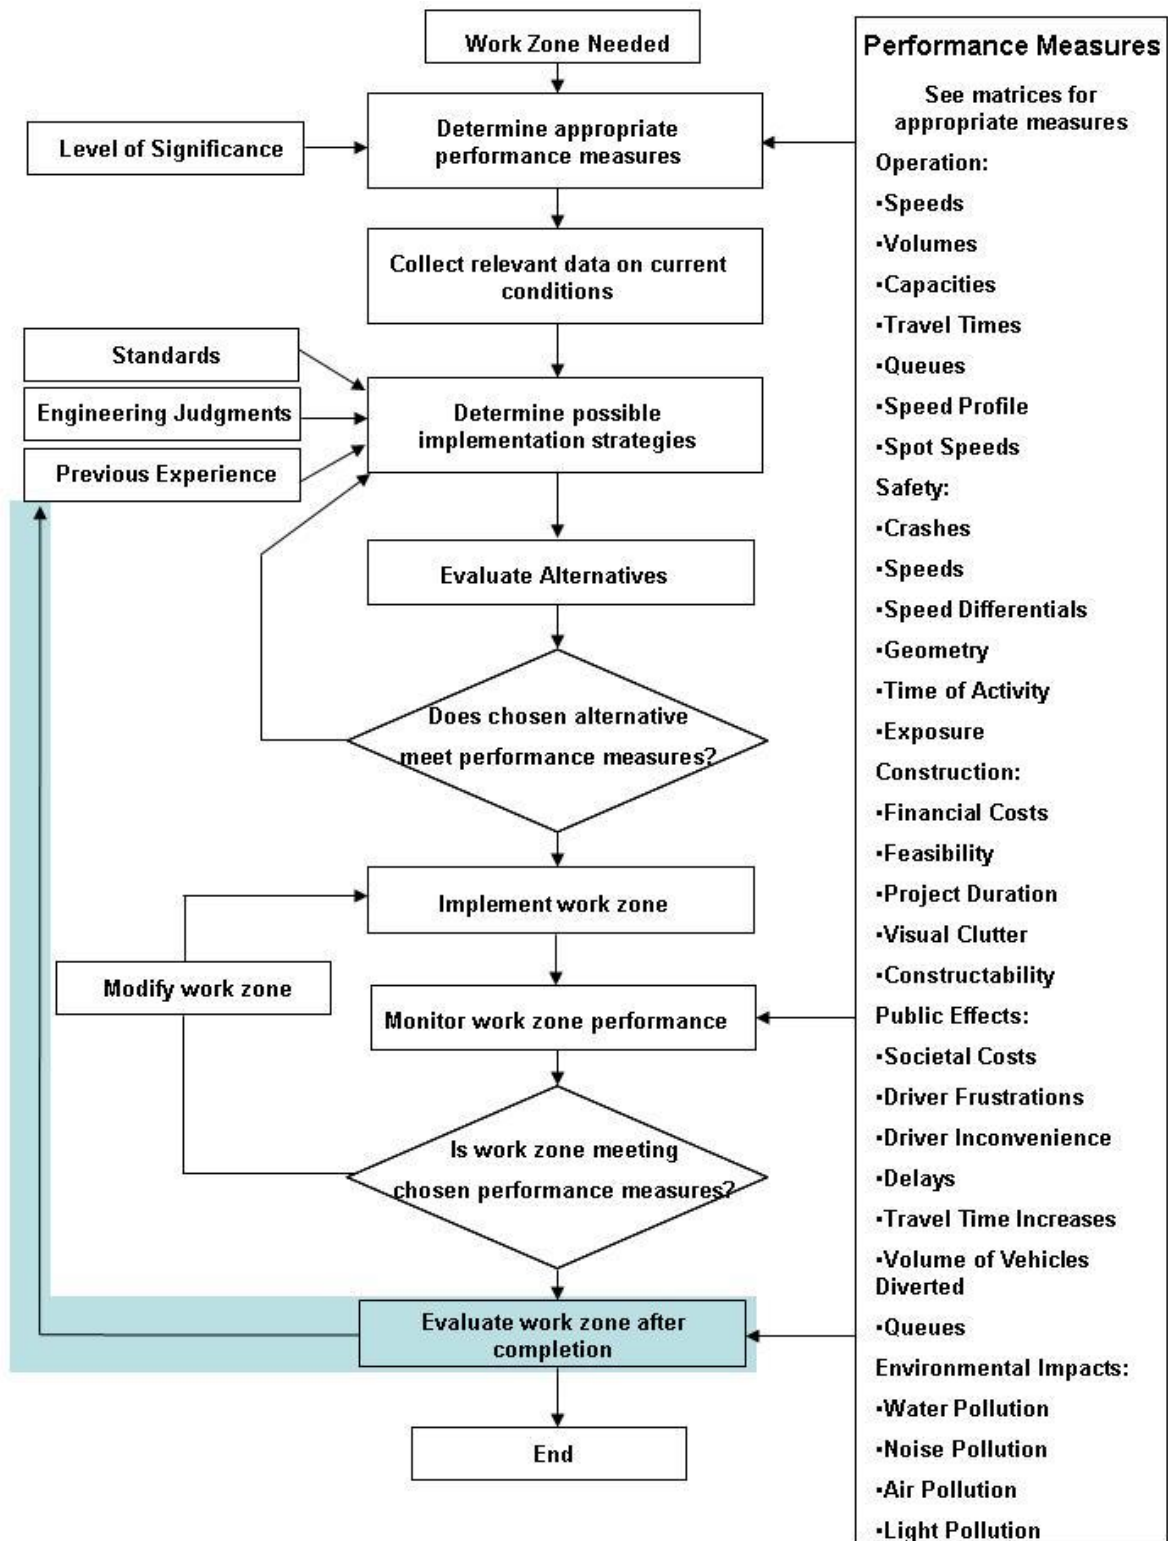 Work Zone Needed
Level of Significance
Determine appropriate
performance measures
Collect relevant data on current
conditions
Standards
Engineering Judgments
Previous Experience
Determine possible
implementation strategies
Evaluate Alternatives
Does chosen alternative
meet performance measures?
Implement work zone
Modify work zone
Monitor work zone performance
Is work zone meeting
chosen performance measures?
Evaluate work zone after
completion
End
Performance Measures
See matrices for
appropriate measures
Operation:
▪Speeds
▪Volumes
▪Capacities
▪Travel Times
▪Queues
▪Speed Profile
▪Spot Speeds
Safety:
▪Crashes
▪Speeds
▪Speed Differentials
▪Geometry
▪Time of Activity
▪Exposure
Construction:
▪Financial Costs
▪Feasibility
▪Project Duration
▪Visual Clutter
▪Constructability
Public Effects:
▪Societal Costs
▪Driver Frustrations
▪Driver Inconvenience
▪Delays
▪Travel Time Increases
▪Volume of Vehicles
Diverted
▪Queues
Environmental Impacts:
▪Water Pollution
▪Noise Pollution
▪Air Pollution
▪Light Pollution